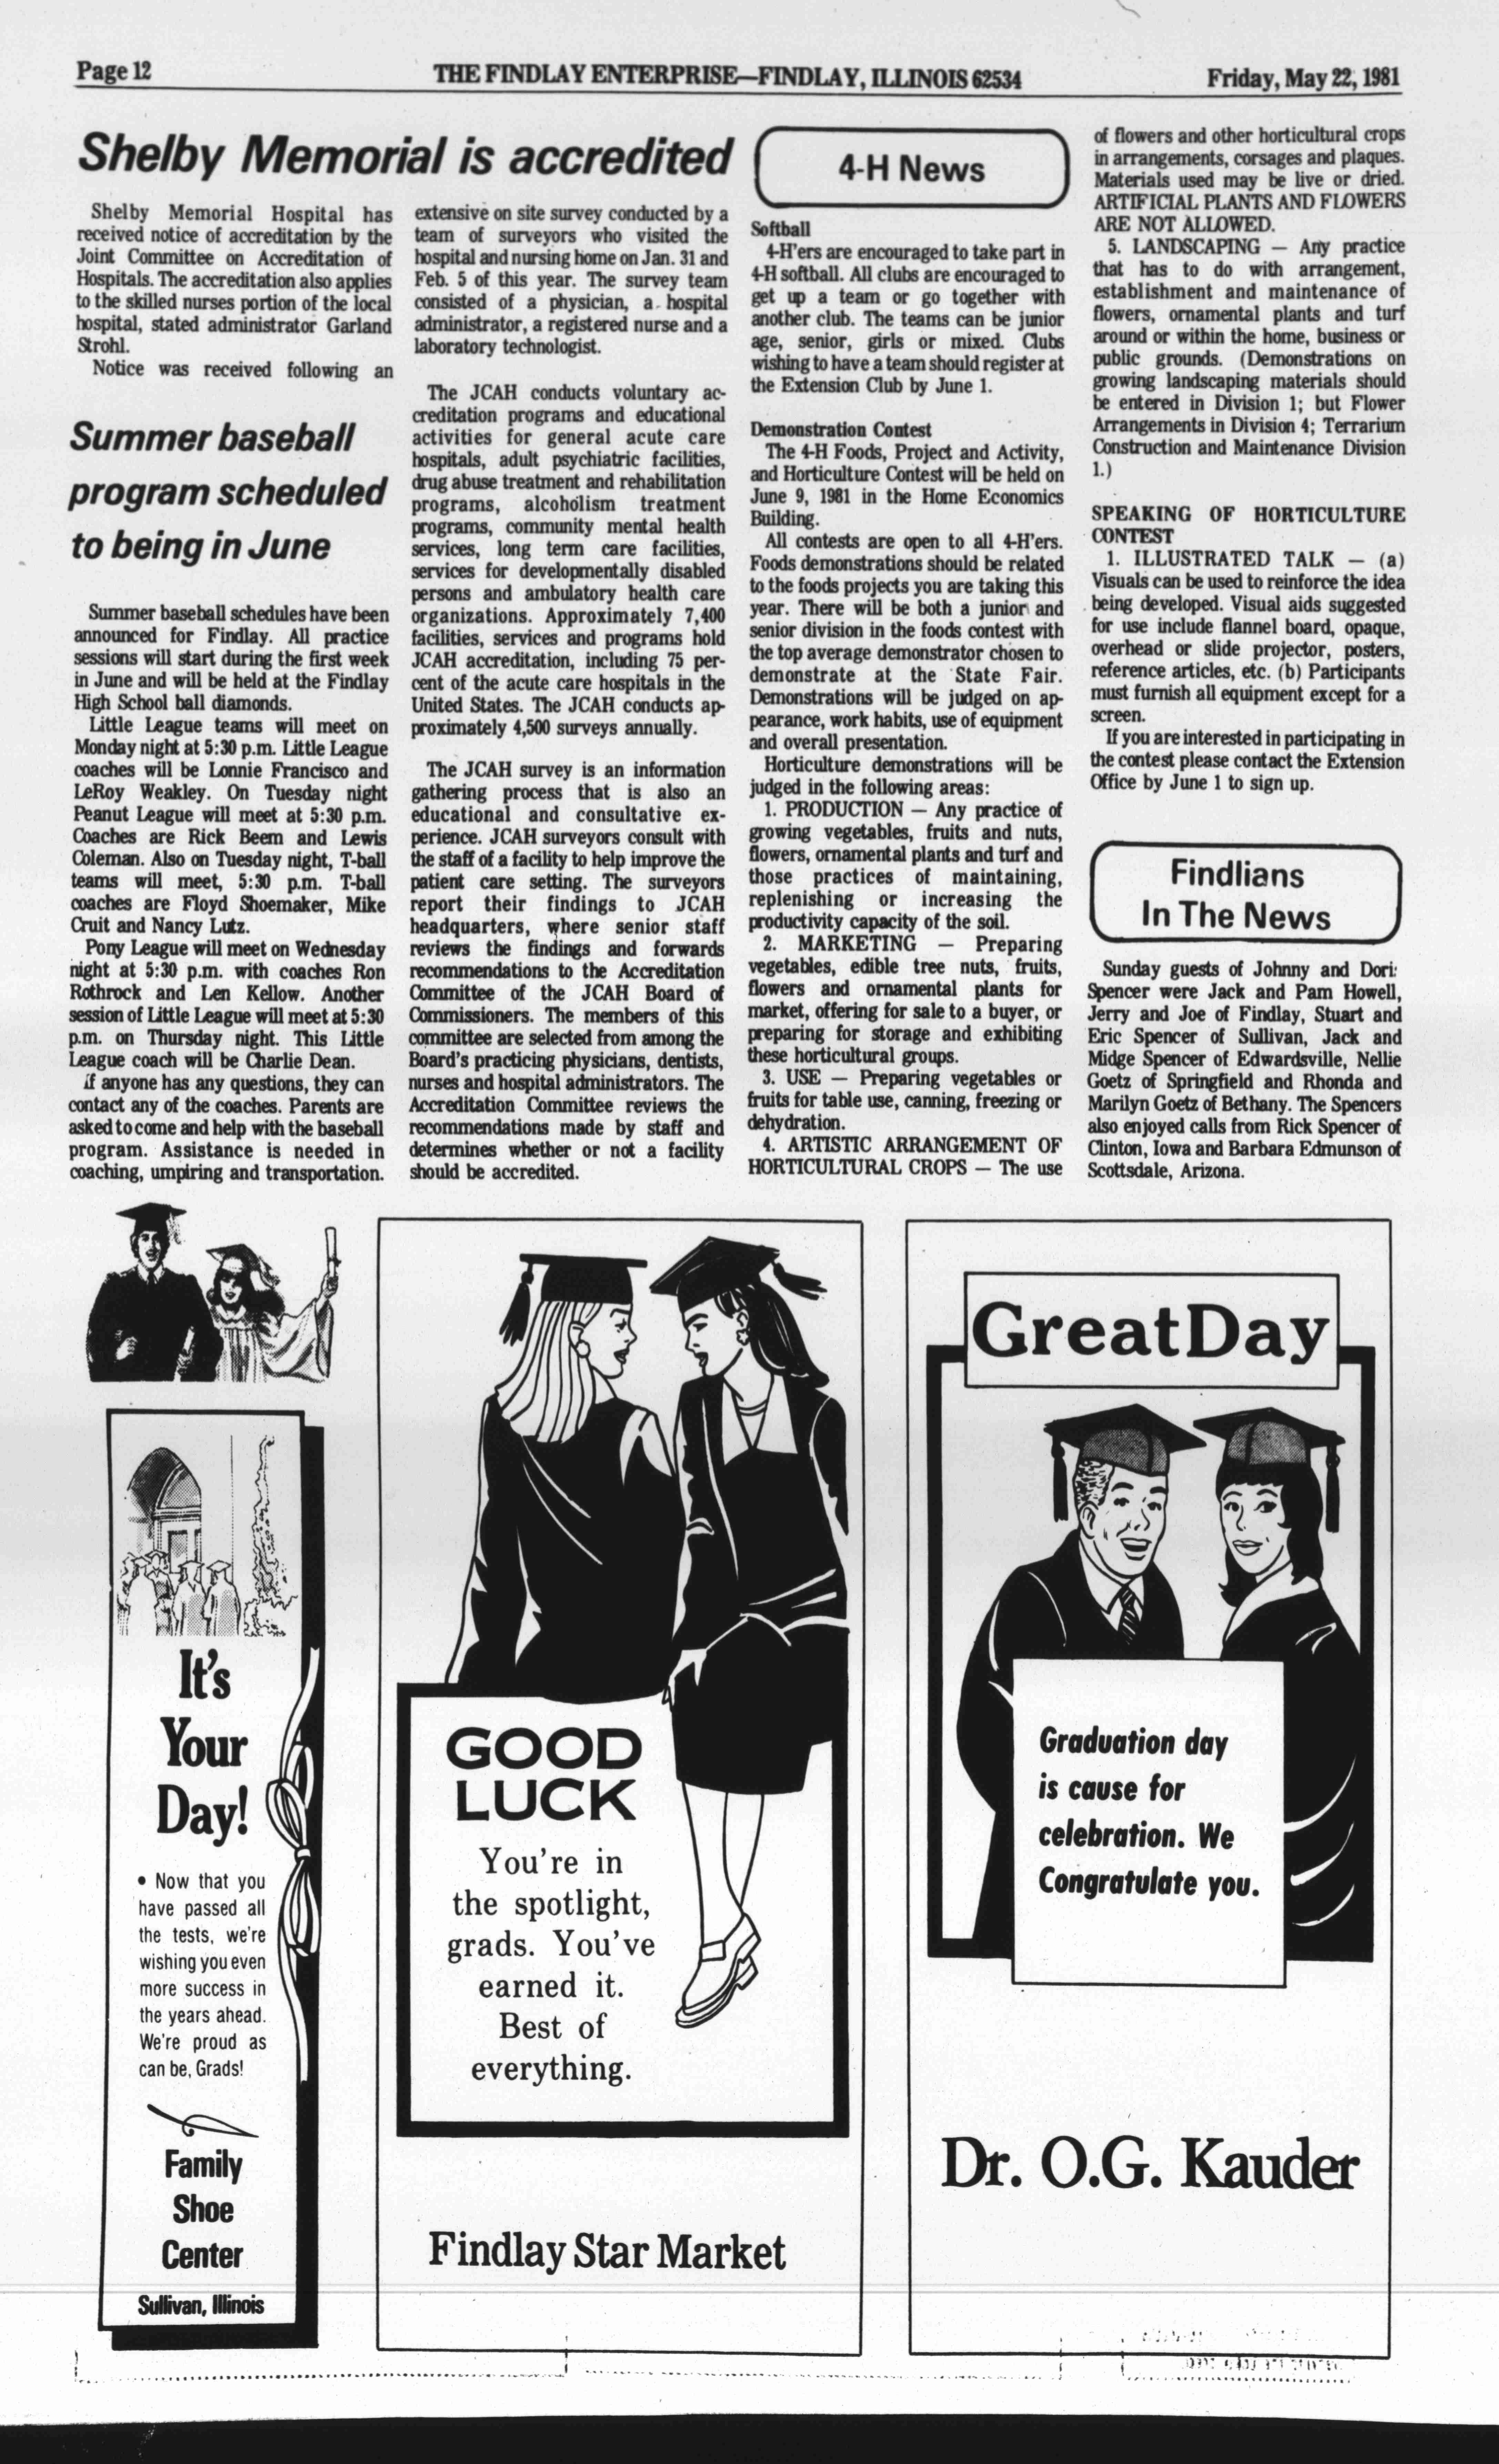 Page 12
THE FINDLAY ENTERPRISE—FINDLAY, ILLINOIS 62534
Friday, May 22, 1981
Shelby Memorial is accredited
Shelby Memorial Hospital has
received notice of accreditation by the
Joint Committee on Accreditation of
Hospitals. The accreditation also applies
to the skilled nurses portion of the local
hospital, stated administrator Garland
Strohl.
Notice was received following an
extensive on site survey conducted by a
team of surveyors who visited the
hospital and nursing home on Jan. 31 and
Feb. 5 of this year. The survey team
consisted of a physician, a hospital
administrator, a registered nurse and a
laboratory technologist.
The JCAH conducts voluntary ac-
creditation programs and educational
activities for general acute care
hospitals, adult psychiatric facilities,
drug abuse treatment and rehabilitation
programs, alcoholism treatment
programs, community mental health
services, long term care facilities,
services for developmentally disabled
persons and ambulatory health care
organizations. Approximately 7,400
facilities, services and programs hold
JCAH accreditation, including 75 per-
cent of the acute care hospitals in the
United States. The JCAH conducts ap-
proximately 4,500 surveys annually.
The JCAH survey is an information
gathering process that is also an
educational and consultative ex-
perience. JCAH surveyors consult with
the staff of a facility to help improve the
patient care setting. The surveyors
report their findings to JCAH
headquarters, where senior staff
reviews the findings and forwards
recommendations to the Accreditation
Committee of the JCAH Board of
Commissioners. The members of this
committee are selected from among the
Board's practicing physicians, dentists,
nurses and hospital administrators. The
Accreditation Committee reviews the
recommendations made by staff and
determines whether or not a facility
should be accredited.
Summer baseball
program scheduled
to being in June
Summer baseball schedules have been
announced for Findlay. All practice
sessions will start during the first week
in June and will be held at the Findlay
High School ball diamonds.
Little League teams will meet on
Monday night at 5:30 p.m. Little League
coaches will be Lonnie Francisco and
LeRoy Weakley. On Tuesday night
Peanut League will meet at 5:30 p.m.
Coaches are Rick Beem and Lewis
Coleman. Also on Tuesday night, T-ball
teams will meet, 5:30 p.m. T-ball
coaches are Floyd Shoemaker, Mike
Cruit and Nancy Lutz.
Pony League will meet on Wednesday
night at 5:30 p.m. with coaches Ron
Rothrock and Len Kellow. Another
session of Little League will meet at 5:30
p.m. on Thursday night. This Little
League coach will be Charlie Dean.
if anyone has any questions, they can
contact any of the coaches. Parents are
asked to come and help with the baseball
program. Assistance is needed in
coaching, umpiring and transportation.
4-H News
Softball
4-H'ers are encouraged to take part in
4-H softball. All clubs are encouraged to
get up a team or go together with
another club. The teams can be junior
age, senior, girls or mixed. Clubs
wishing to have a team should register at
the Extension Club by June 1.
Demonstration Contest
The 4-H Foods, Project and Activity,
and Horticulture Contest will be held on
June 9, 1981 in the Home Economics
Building.
All contests are open to all 4-H'ers.
Foods demonstrations should be related
to the foods projects you are taking this
year. There will be both a junior and
senior division in the foods contest with
the top average demonstrator chosen to
demonstrate at the State Fair.
Demonstrations will be judged on ap-
pearance, work habits, use of equipment
and overall presentation.
Horticulture demonstrations will be
judged in the following areas:
1. PRODUCTION — Any practice of
growing vegetables, fruits and nuts,
flowers, ornamental plants and turf and
those practices of maintaining,
replenishing or increasing the
productivity capacity of the soil.
2. MARKETING — Preparing
vegetables, edible tree nuts, fruits,
flowers and ornamental plants for
market, offering for sale to a buyer, or
preparing for storage and exhibiting
these horticultural groups.
3. USE — Preparing vegetables or
fruits for table use, canning, freezing or
dehydration.
4. ARTISTIC ARRANGEMENT OF
HORTICULTURAL CROPS — The use
of flowers and other horticultural crops
in arrangements, corsages and plaques.
Materials used may be live or dried.
ARTIFICIAL PLANTS AND FLOWERS
ARE NOT ALLOWED.
5. LANDSCAPING — Any practice
that has to do with arrangement,
establishment and maintenance of
flowers, ornamental plants and turf
around or within the home, business or
public grounds. (Demonstrations on
growing landscaping materials should
be entered in Division 1; but Flower
Arrangements in Division 4; Terrarium
Construction and Maintenance Division
1.)
SPEAKING OF HORTICULTURE
CONTEST
1. ILLUSTRATED TALK — (a)
Visuals can be used to reinforce the idea
being developed. Visual aids suggested
for use include flannel board, opaque,
overhead or slide projector, posters,
reference articles, etc. (b) Participants
must furnish all equipment except for a
screen.
If you are interested in participating in
the contest please contact the Extension
Office by June 1 to sign up.
Findlians
In The News
Sunday guests of Johnny and Dori
Spencer were Jack and Pam Howell,
Jerry and Joe of Findlay, Stuart and
Eric Spencer of Sullivan, Jack and
Midge Spencer of Edwardsville, Nellie
Goetz of Springfield and Rhonda and
Marilyn Goetz of Bethany. The Spencers
also enjoyed calls from Rick Spencer of
Clinton, Iowa and Barbara Edmunson of
Scottsdale, Arizona.
It's
Your
Day!
• Now that you
have passed all
the tests, we're
wishing you even
more success in
the years ahead.
We're proud as
can be, Grads!
Family
Shoe
Center
Sullivan, Illinois
GOOD
LUCK
You're in
the spotlight,
grads. You've
earned it.
Best of
everything.
Findlay Star Market
Great Day
Graduation day
is cause for
celebration. We
Congratulate you.
Dr. O.G. Kauder